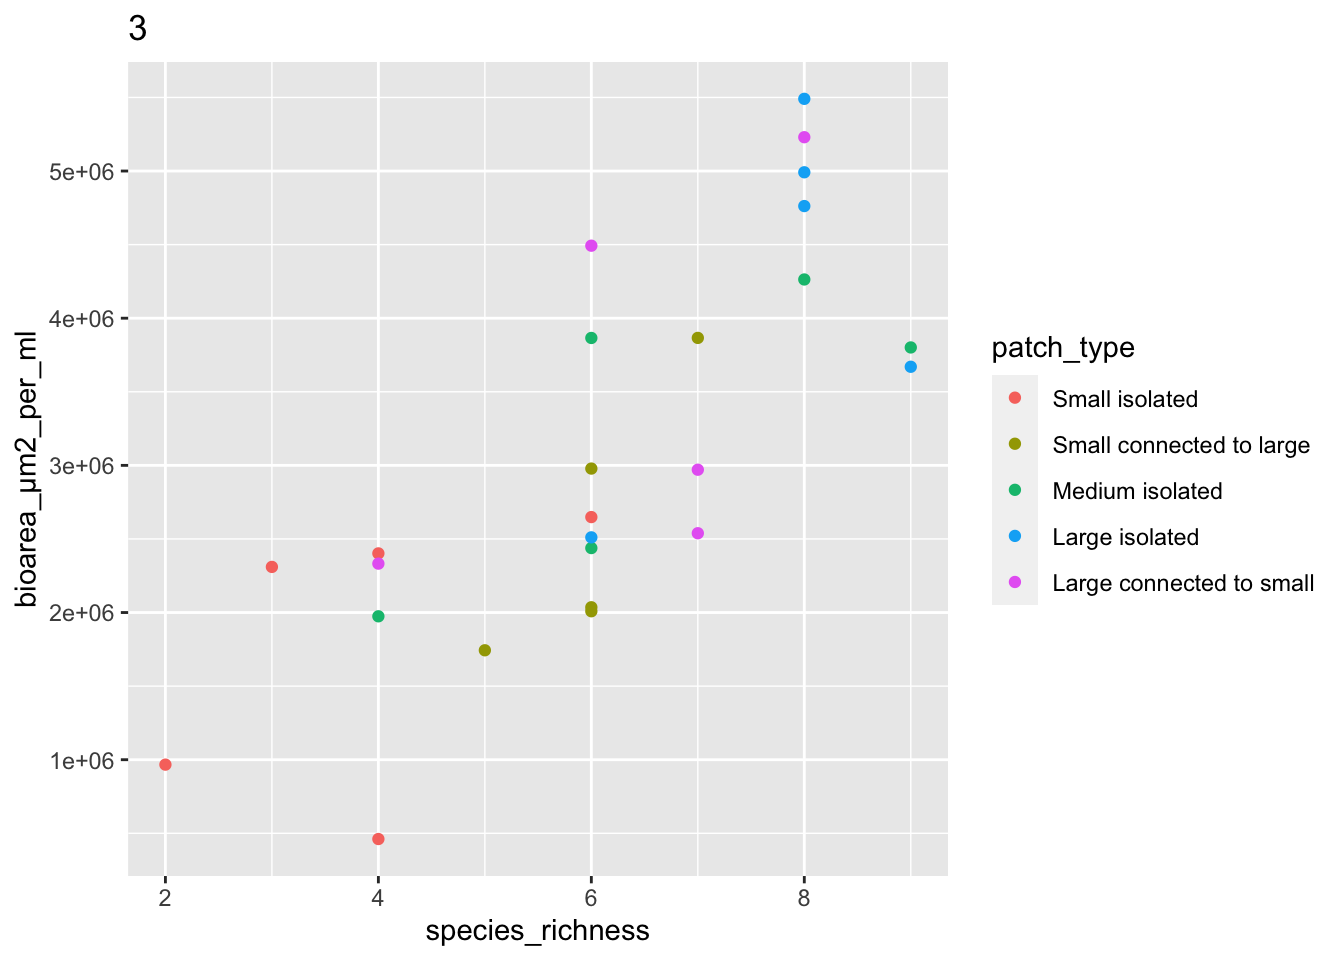 3
5e+06
4e+06
3e+06
2e+06
1e+06
bioarea_µm2_per_ml
2
4
6
8
species_richness
patch_type
Small isolated
Small connected to large
Medium isolated
Large isolated
Large connected to small